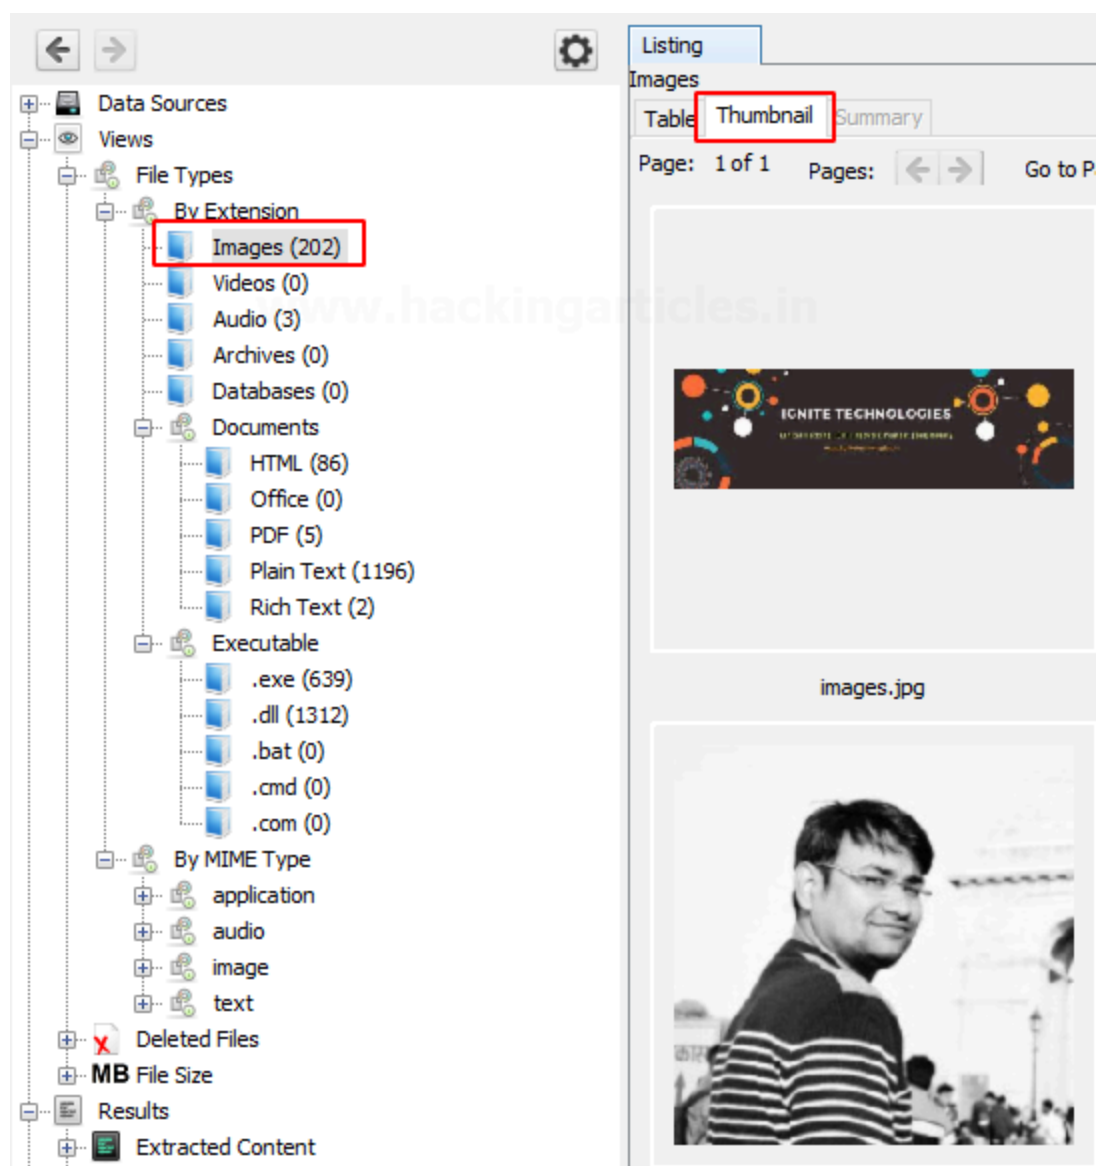 Listing
Images
Table Thumbnail Summary
Page: 1 of 1 Pages: Go to P
Data Sources
Views
File Types
By Extension
Images (202)
Videos (0)
Audio (3)
Archives (0)
Databases (0)
Documents
HTML (86)
Office (0)
PDF (5)
Plain Text (1196)
Rich Text (2)
Executable
.exe (639)
.dll (1312)
.bat (0)
.cmd (0)
.com (0)
By MIME Type
application
audio
image
text
Deleted Files
MB File Size
Results
Extracted Content
www.hackingarticles.in
IGNITE TECHNOLOGIES
images.jpg